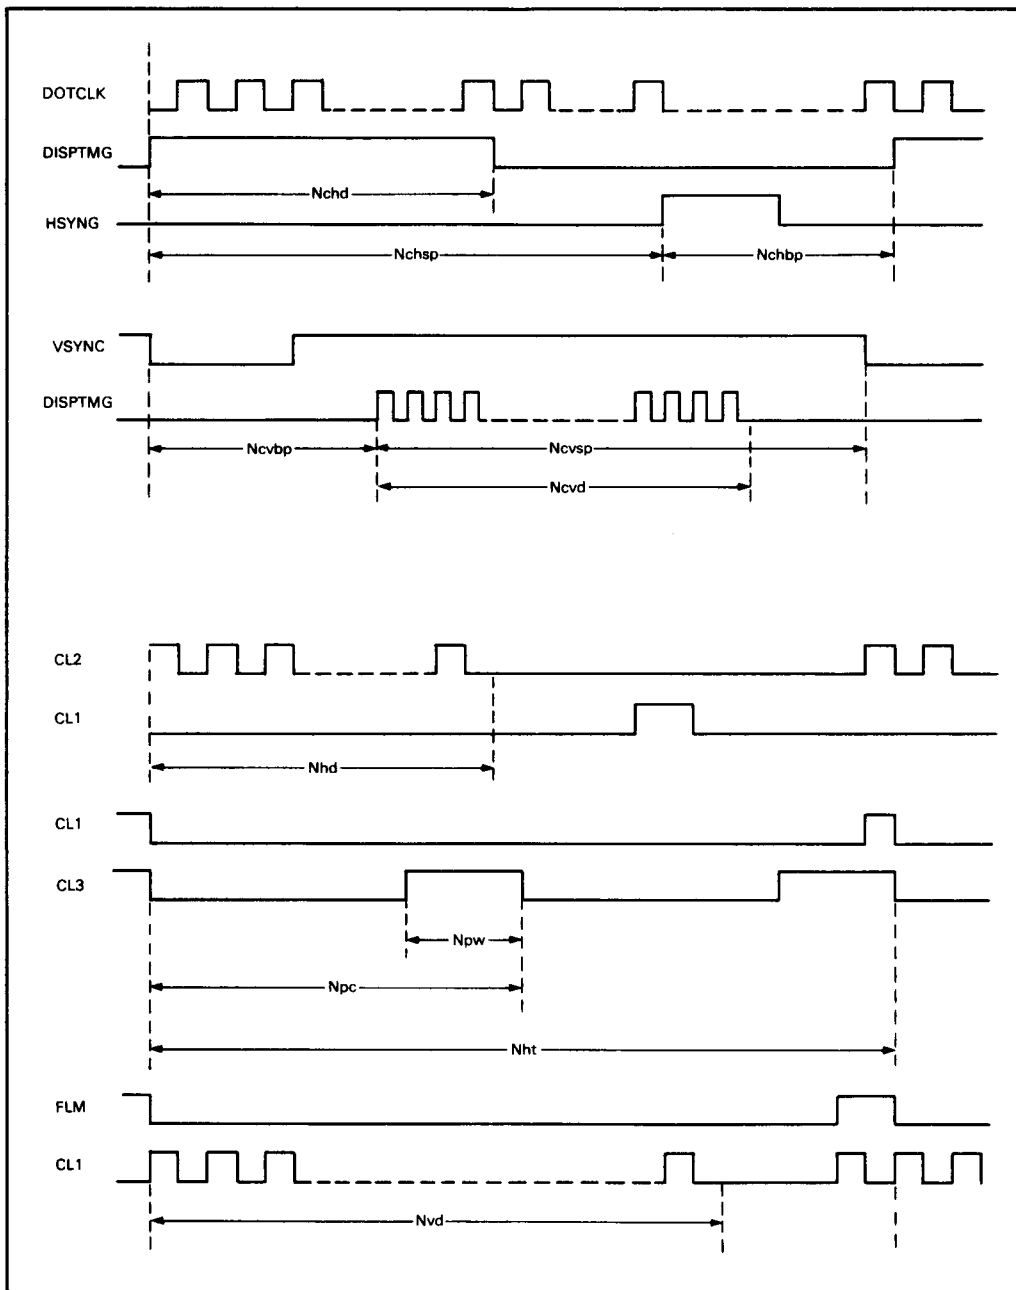 DOTCLK
DISPTMG
Nchd
HSYNG
Nchsp Nchbp
VSYNC
DISPTMG
Ncvbp Ncvsp
Ncvd
CL2
CL1
Nhd
CL1
CL3
Npw
Npc
Nht
FLM
CL1
Nvd